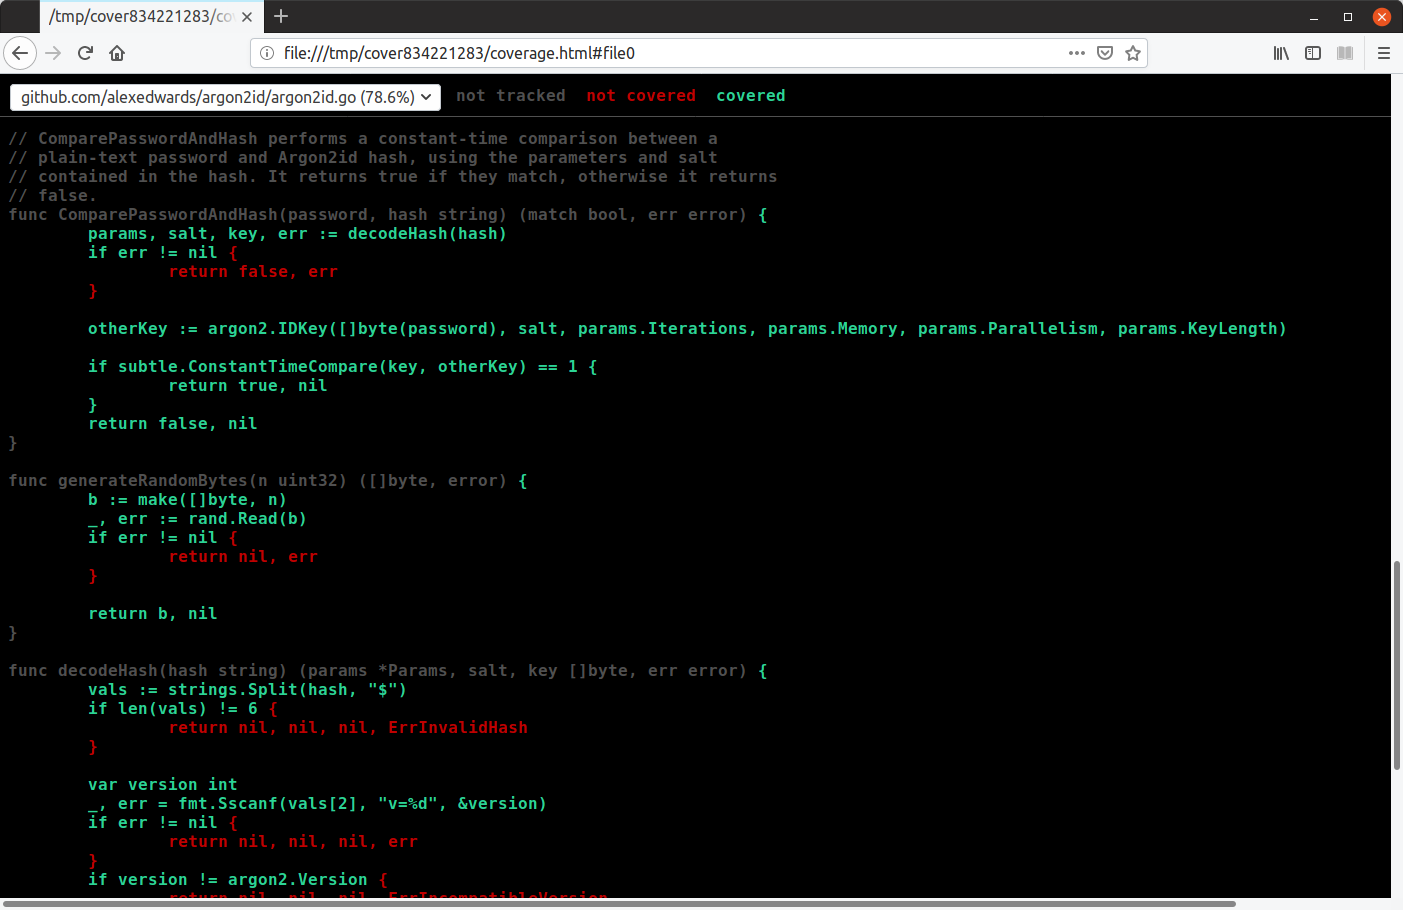 /tmp/cover834221283/cov
file:///tmp/cover834221283/coverage.html#file0
github.com/alexedwards/argon2id/argon2id.go (78.6%) not tracked not covered covered
// ComparePasswordAndHash performs a constant-time comparison between a
// plain-text password and Argon2id hash, using the parameters and salt
// contained in the hash. It returns true if they match, otherwise it returns
// false.
func ComparePasswordAndHash(password, hash string) (match bool, err error) {
params, salt, key, err := decodeHash(hash)
if err != nil {
return false, err
}
otherKey := argon2.IDKey([]byte(password), salt, params.Iterations, params.Memory, params.Parallelism, params.KeyLength)
if subtle.ConstantTimeCompare(key, otherKey) == 1 {
return true, nil
}
return false, nil
}
func generateRandomBytes(n uint32) ([]byte, error) {
b := make([]byte, n)
_, err := rand.Read(b)
if err != nil {
return nil, err
}
return b, nil
}
func decodeHash(hash string) (params *Params, salt, key []byte, err error) {
vals := strings.Split(hash, "$")
if len(vals) != 6 {
return nil, nil, nil, ErrInvalidHash
}
var version int
_, err = fmt.Sscanf(vals[2], "v=%d", &version)
if err != nil {
return nil, nil, nil, err
}
if version != argon2.Version {
return nil, nil, nil, ErrIncompatibleVersion